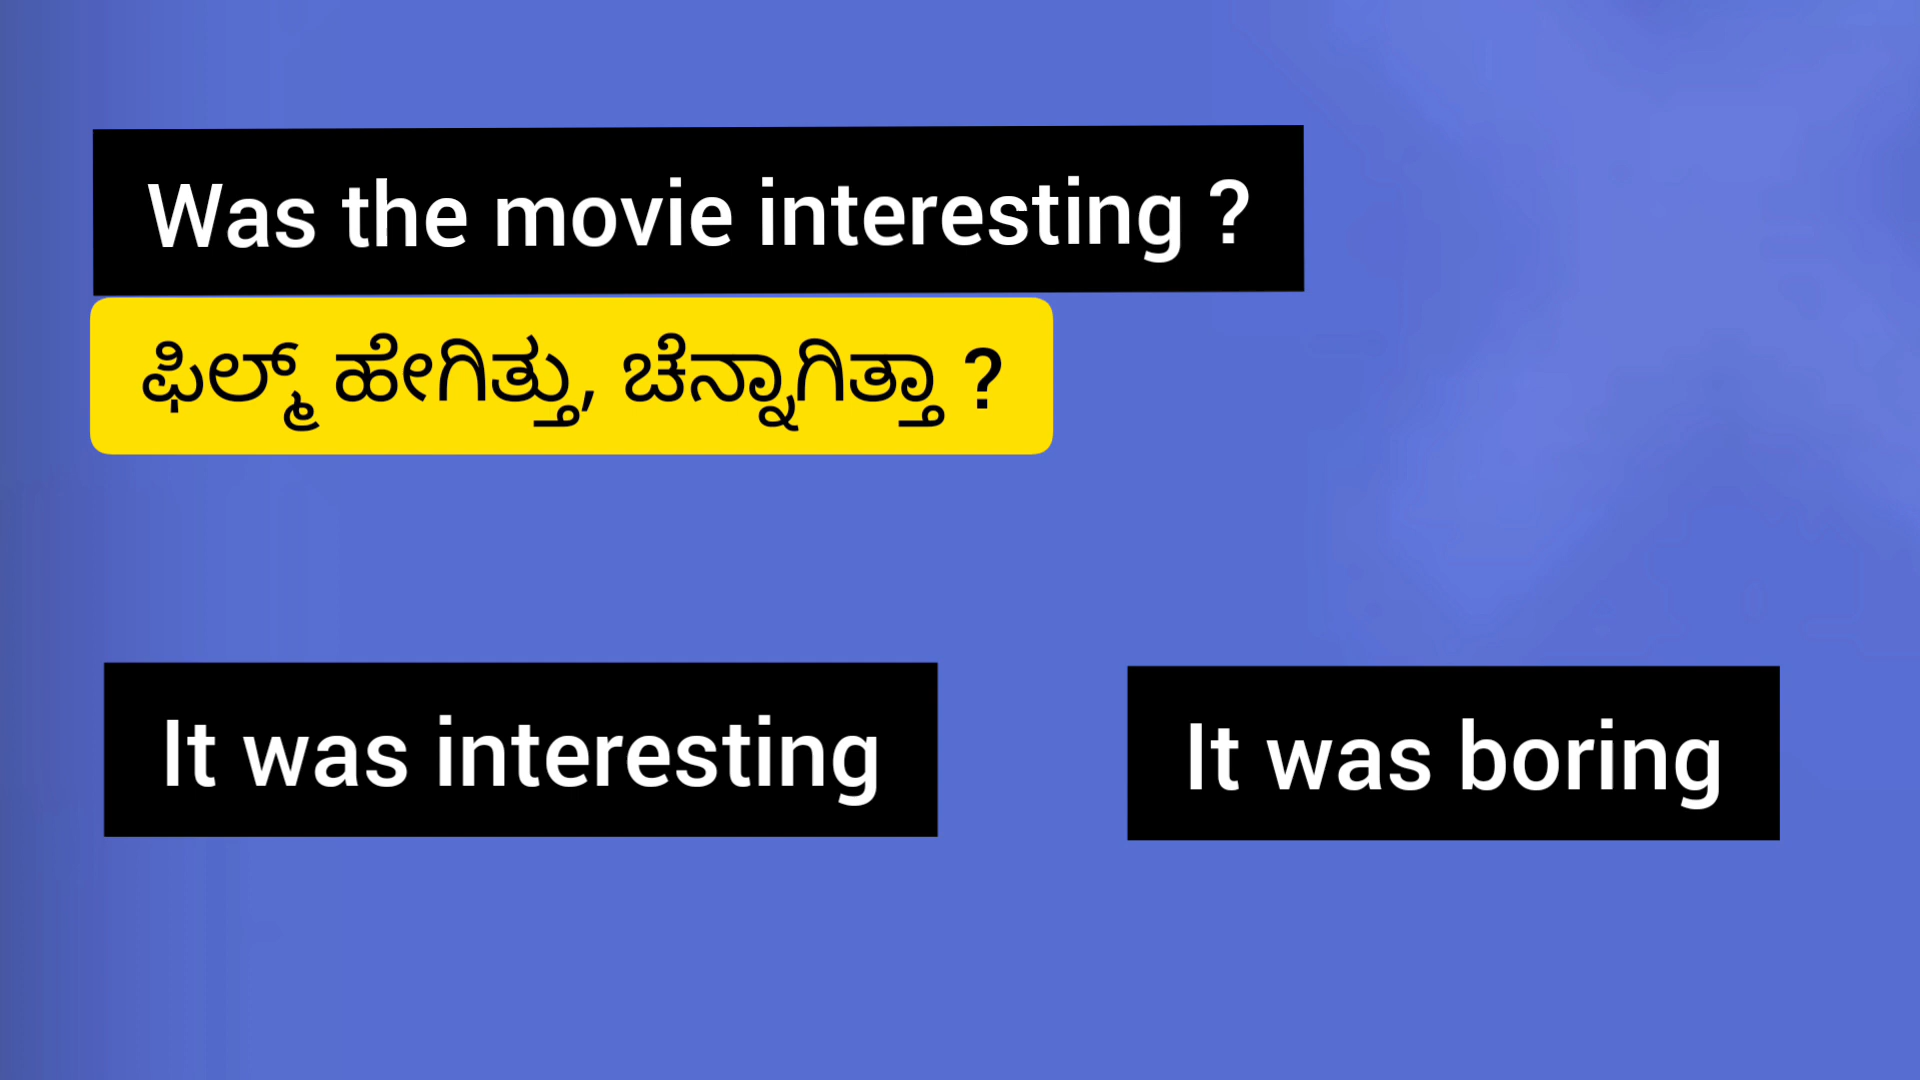 Was the movie interesting ?
ಫಿಲ್ಮ್ ಹೇಗಿತ್ತು, ಚೆನ್ನಾಗಿತ್ತಾ ?
It was interesting
It was boring